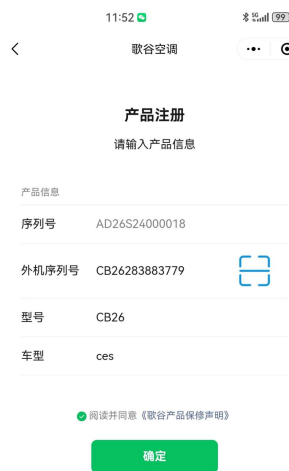 11:52
5G 99
歌谷空调
产品注册
请输入产品信息
产品信息
序列号 AD26S24000018
外机序列号 CB26283883779
型号 CB26
车型 ces
阅读并同意《歌谷产品保修声明》
确定